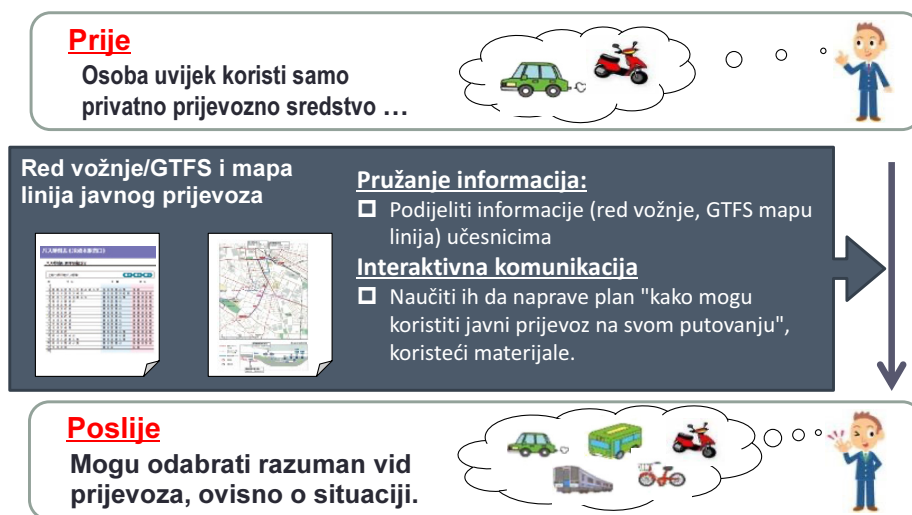 Prije
Osoba uvijek koristi samo
privatno prijevozno sredstvo ...
Red vožnje/GTFS i mapa
linija javnog prijevoza
Pružanje informacija:
Podijeliti informacije (red vožnje, GTFS mapu
linija) učesnicima
Interaktivna komunikacija
Naučiti ih da naprave plan "kako mogu
koristiti javni prijevoz na svom putovanju",
koristeći materijale.
Poslije
Mogu odabrati razuman vid
prijevoza, ovisno o situaciji.